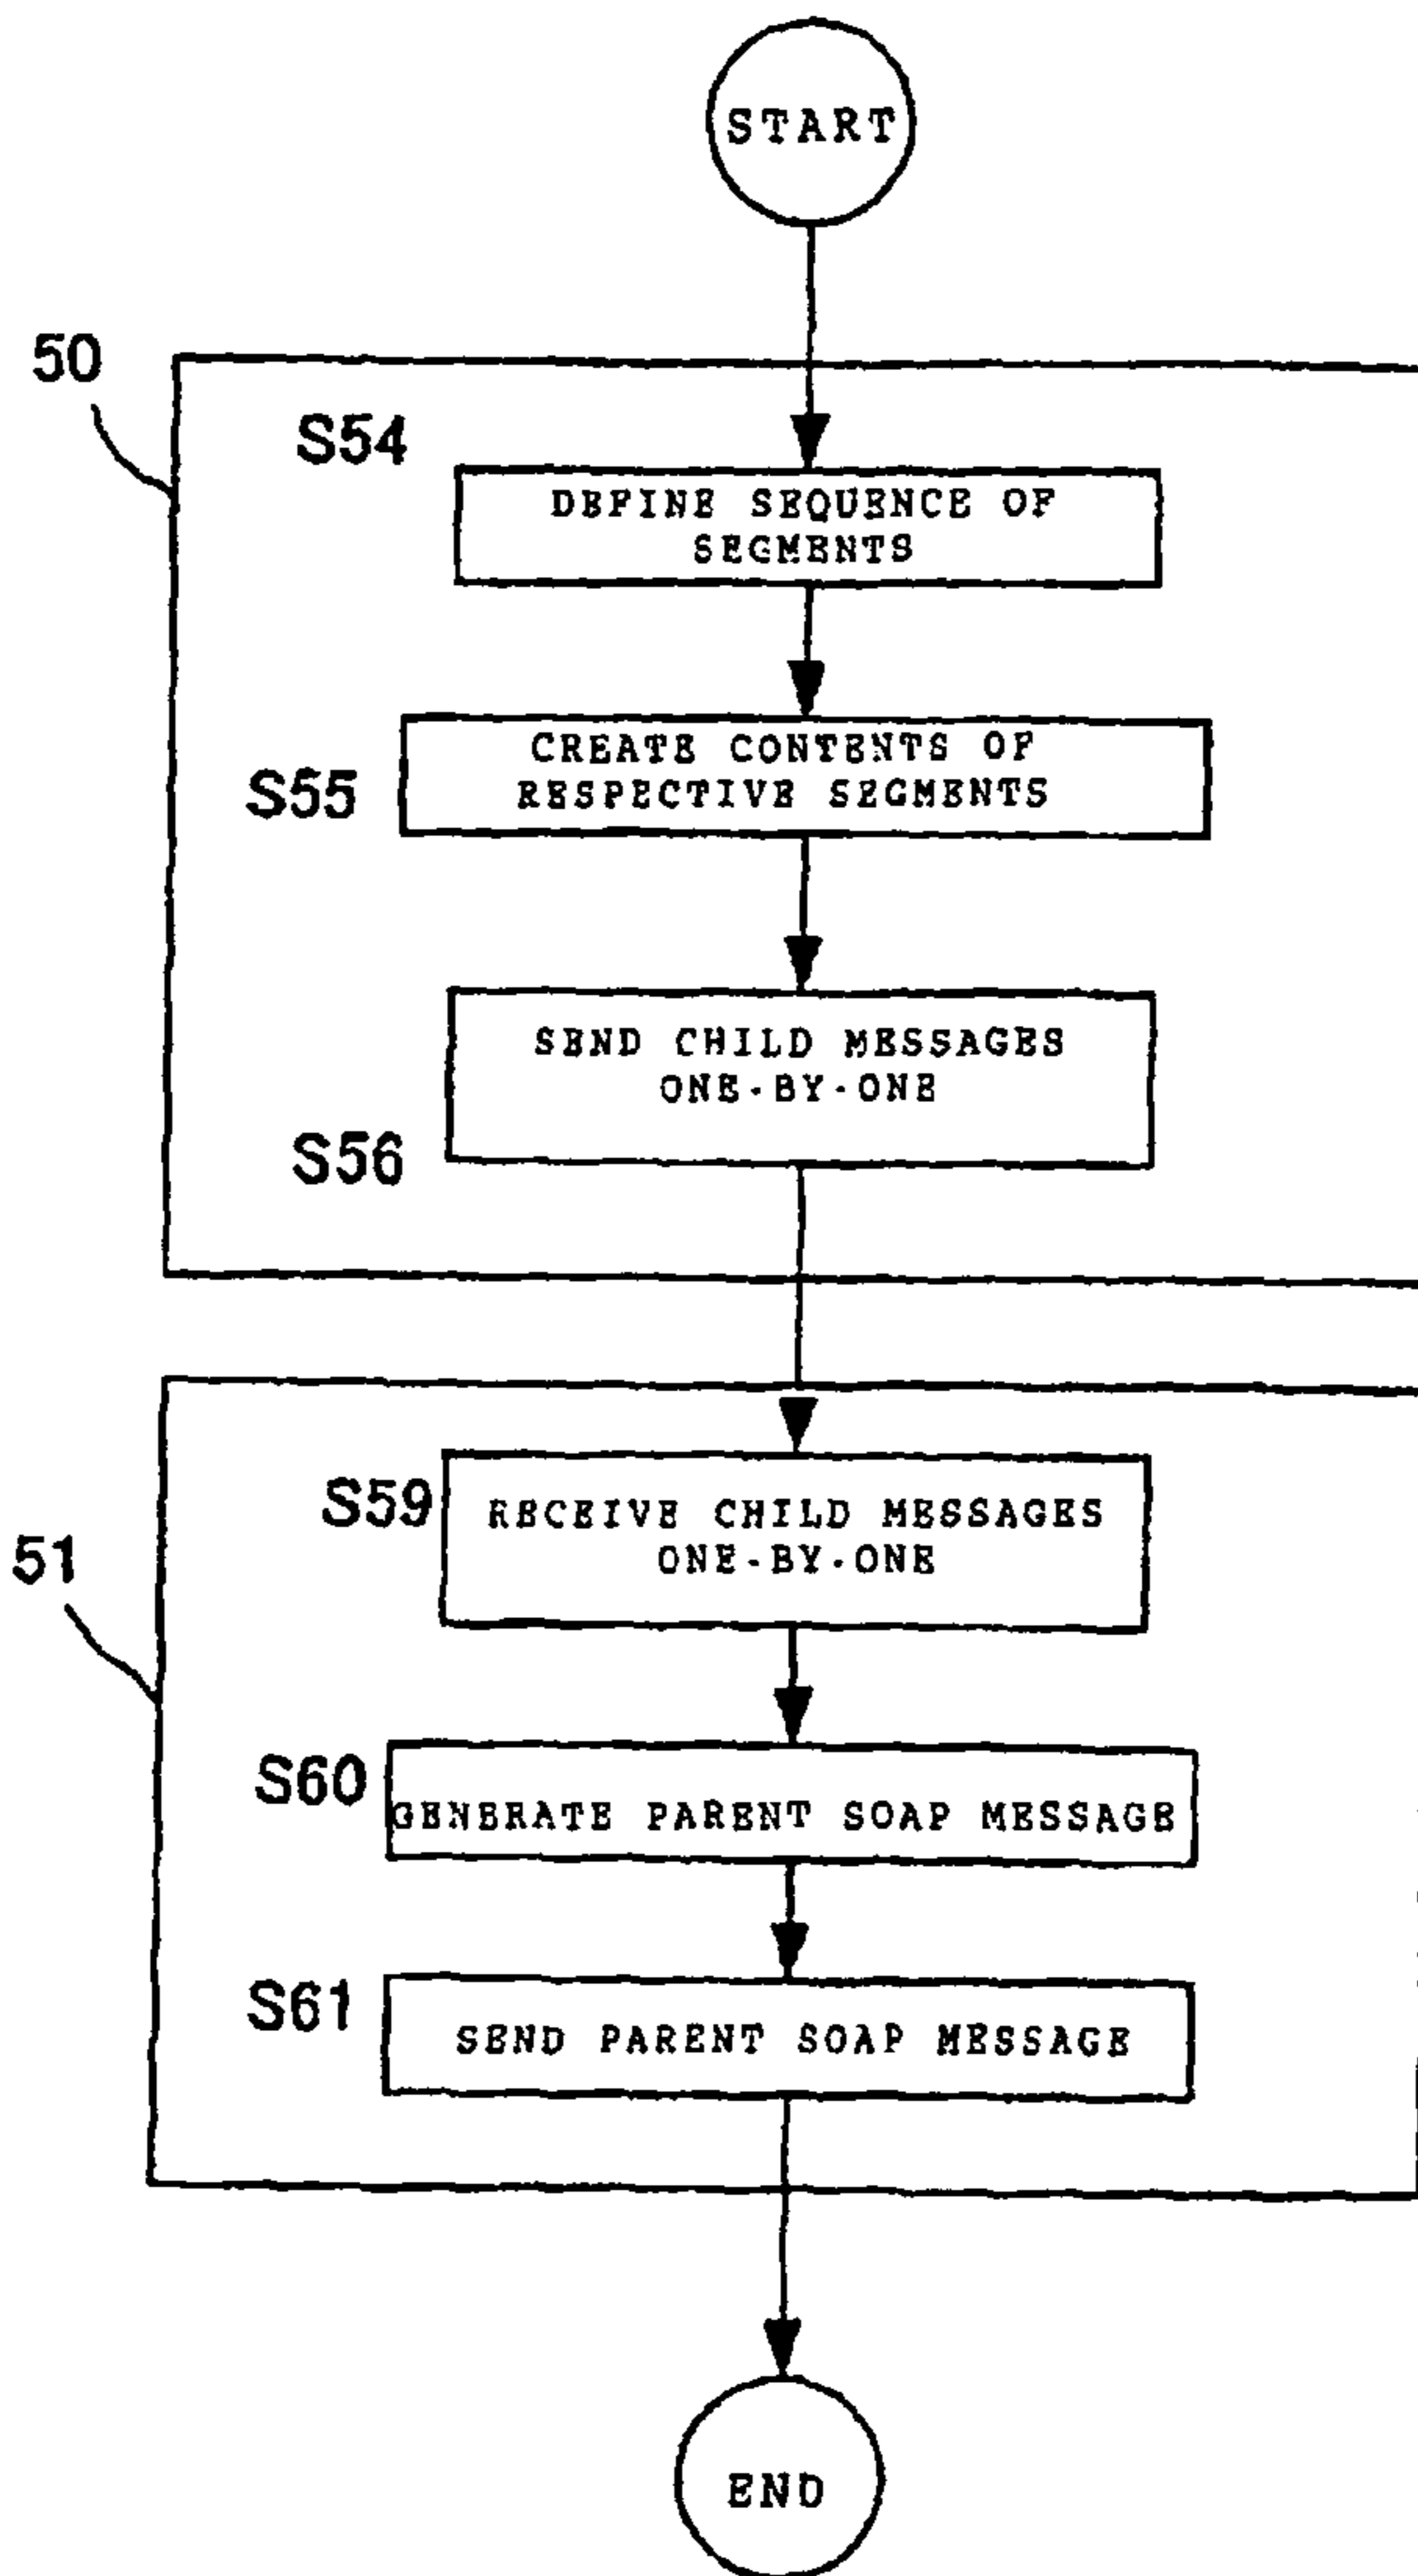 START
50
S54
DEFINE SEQUENCE OF
SEGMENTS
CREATE CONTENTS OF
RESPECTIVE SEGMENTS
S55
SEND CHILD MESSAGES
ONE-BY-ONE
S56
S59
RECEIVE CHILD MESSAGES
ONE-BY-ONE
51
S60
GENERATE PARENT SOAP MESSAGE
S61
SEND PARENT SOAP MESSAGE
END